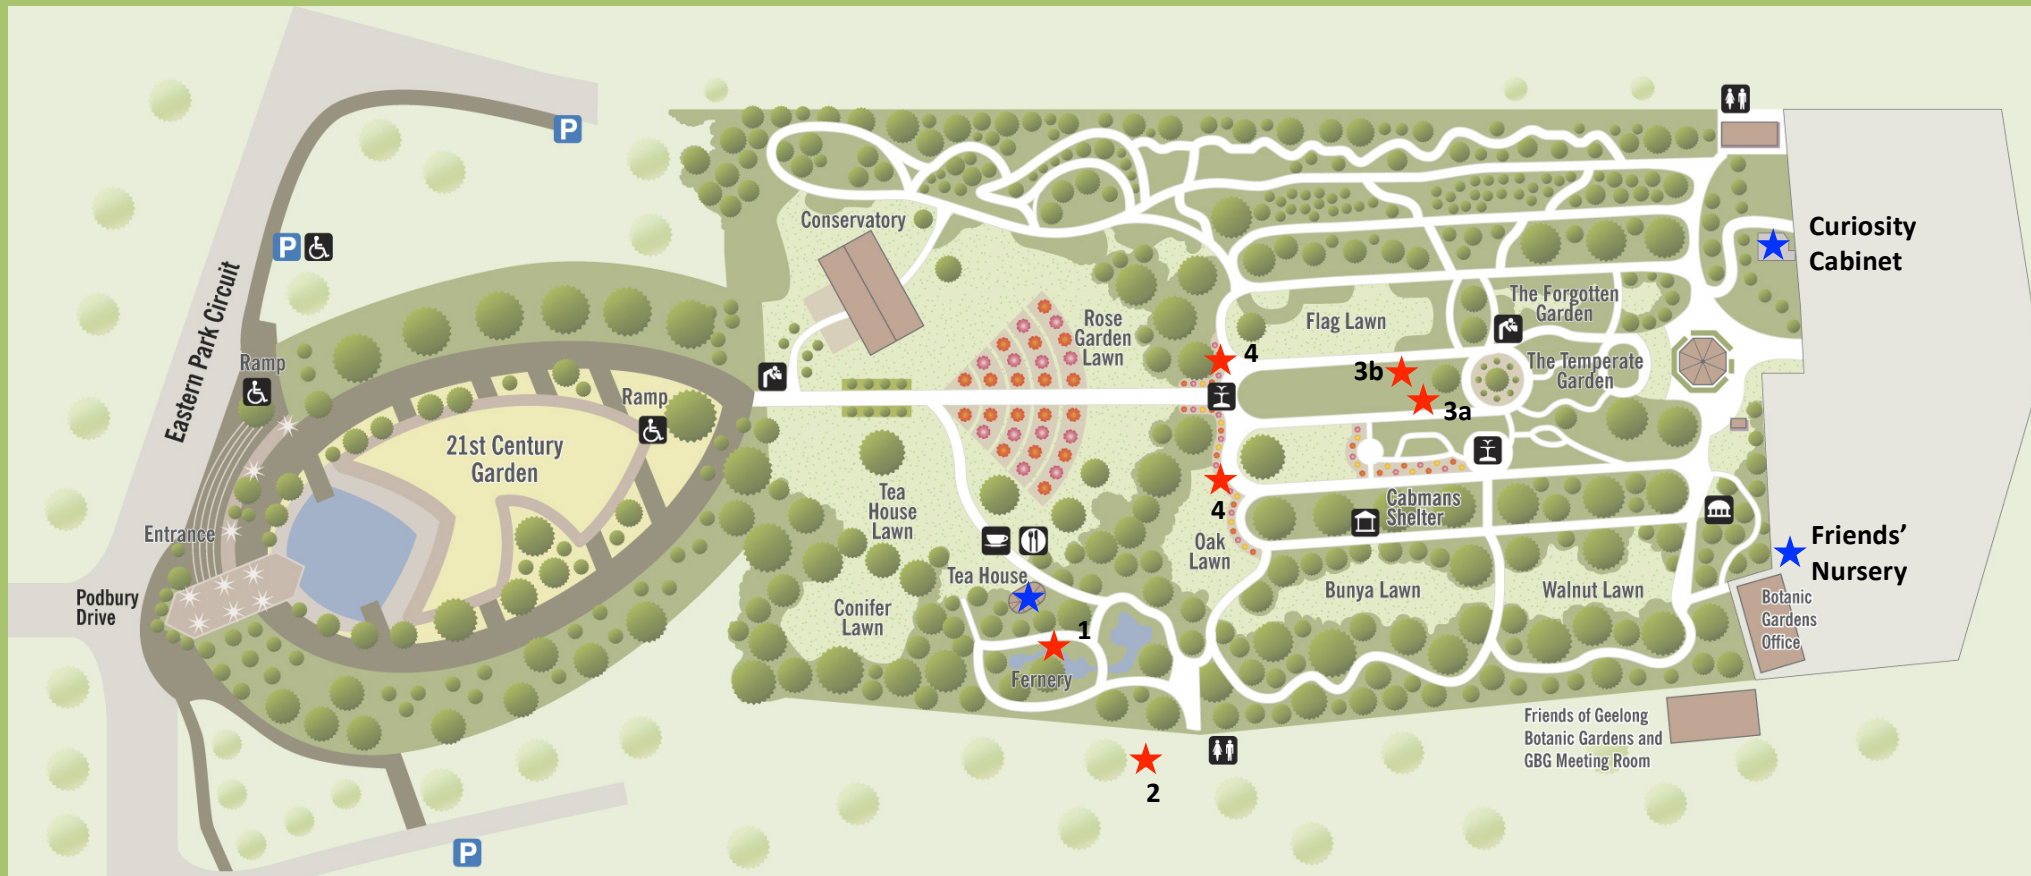 P
P
Eastern Park Circuit
Ramp
Ramp
21st Century
Garden
Entrance
Podbury
Drive
P
Conservatory
Rose
Garden
Lawn
Tea
House
Lawn
Tea House
Conifer
Lawn
1
Fernery
2
4
4
Oak
Lawn
Flag Lawn
3b
3a
The Forgotten
Garden
The Temperate
Garden
Cabmans
Shelter
Bunya Lawn
Walnut Lawn
Curiosity
Cabinet
Friends’
Nursery
Botanic
Gardens
Office
Friends of Geelong
Botanic Gardens and
GBG Meeting Room